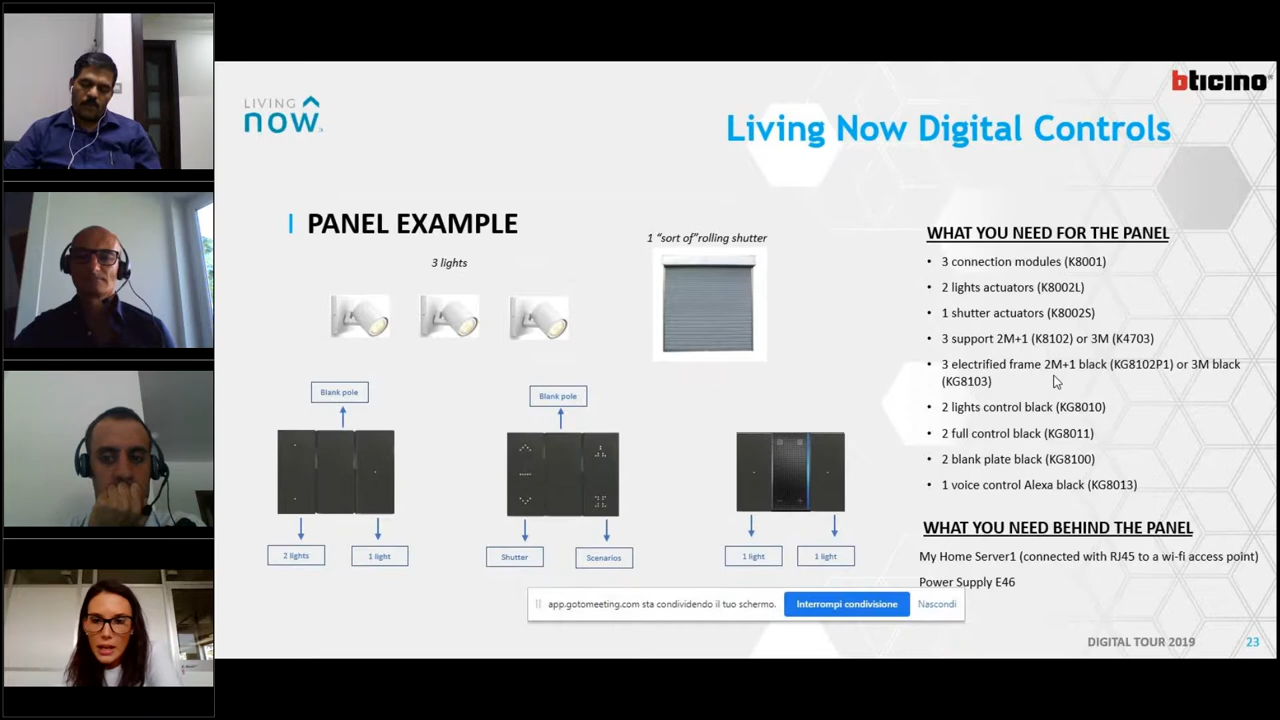 bticino
LIVING
now
Living Now Digital Controls
PANEL EXAMPLE
3 lights
1 “sort of”rolling shutter
Blank pole
Blank pole
2 lights
1 light
Shutter
Scenarios
1 light
1 light
WHAT YOU NEED FOR THE PANEL
• 3 connection modules (K8001)
• 2 lights actuators (K8002L)
• 1 shutter actuators (K8002S)
• 3 support 2M+1 (K8102) or 3M (K4703)
• 3 electrified frame 2M+1 black (KG8102P1) or 3M black
(KG8103)
• 2 lights control black (KG8010)
• 2 full control black (KG8011)
• 2 blank plate black (KG8100)
• 1 voice control Alexa black (KG8013)
WHAT YOU NEED BEHIND THE PANEL
My Home Server1 (connected with RJ45 to a wi-fi access point)
Power Supply E46
app.gotomeeting.com sta condividendo il tuo schermo.
Interrompi condivisione
Nascondi
DIGITAL TOUR 2019
23